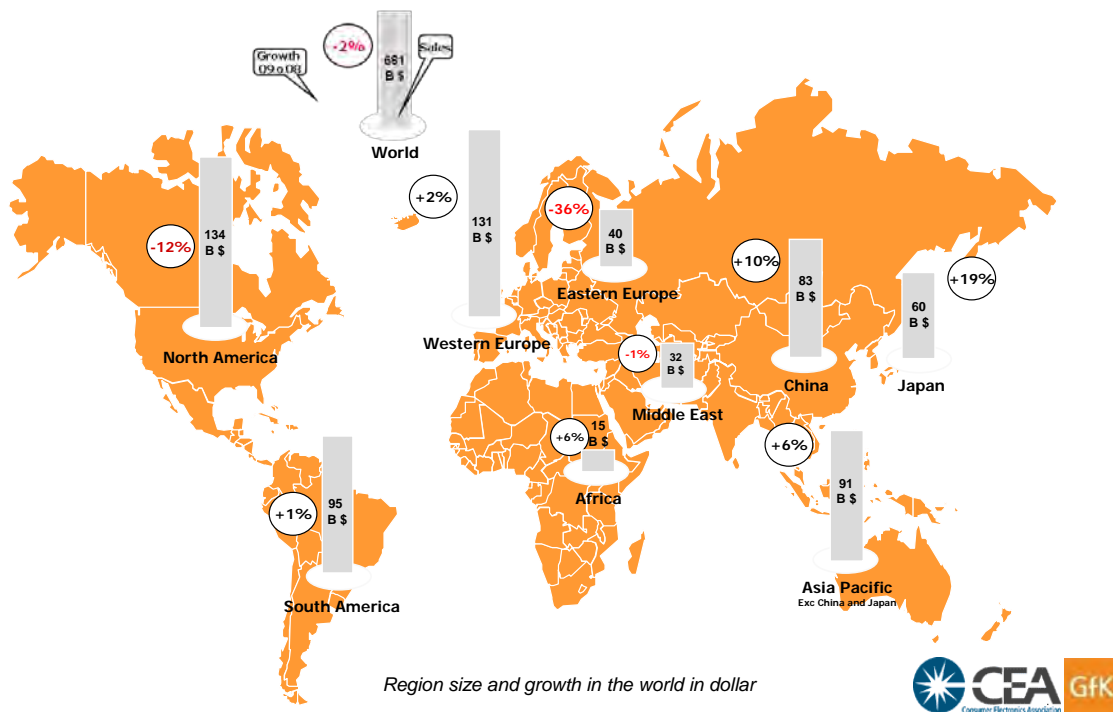 -2%
Sales
Growth
09 o 08
681
B $
World
+2%
-36%
131
B $
40
B $
134
B $
-12%
+10%
83
B $
+19%
60
B $
Eastern Europe
Western Europe
North America
-1%
32
B $
China
Japan
Middle East
15
B $
+6%
Africa
+6%
91
B $
95
B $
+1%
Asia Pacific
Exc China and Japan
South America
Region size and growth in the world in dollar
CEA
Consumer Electronics Association
GfK